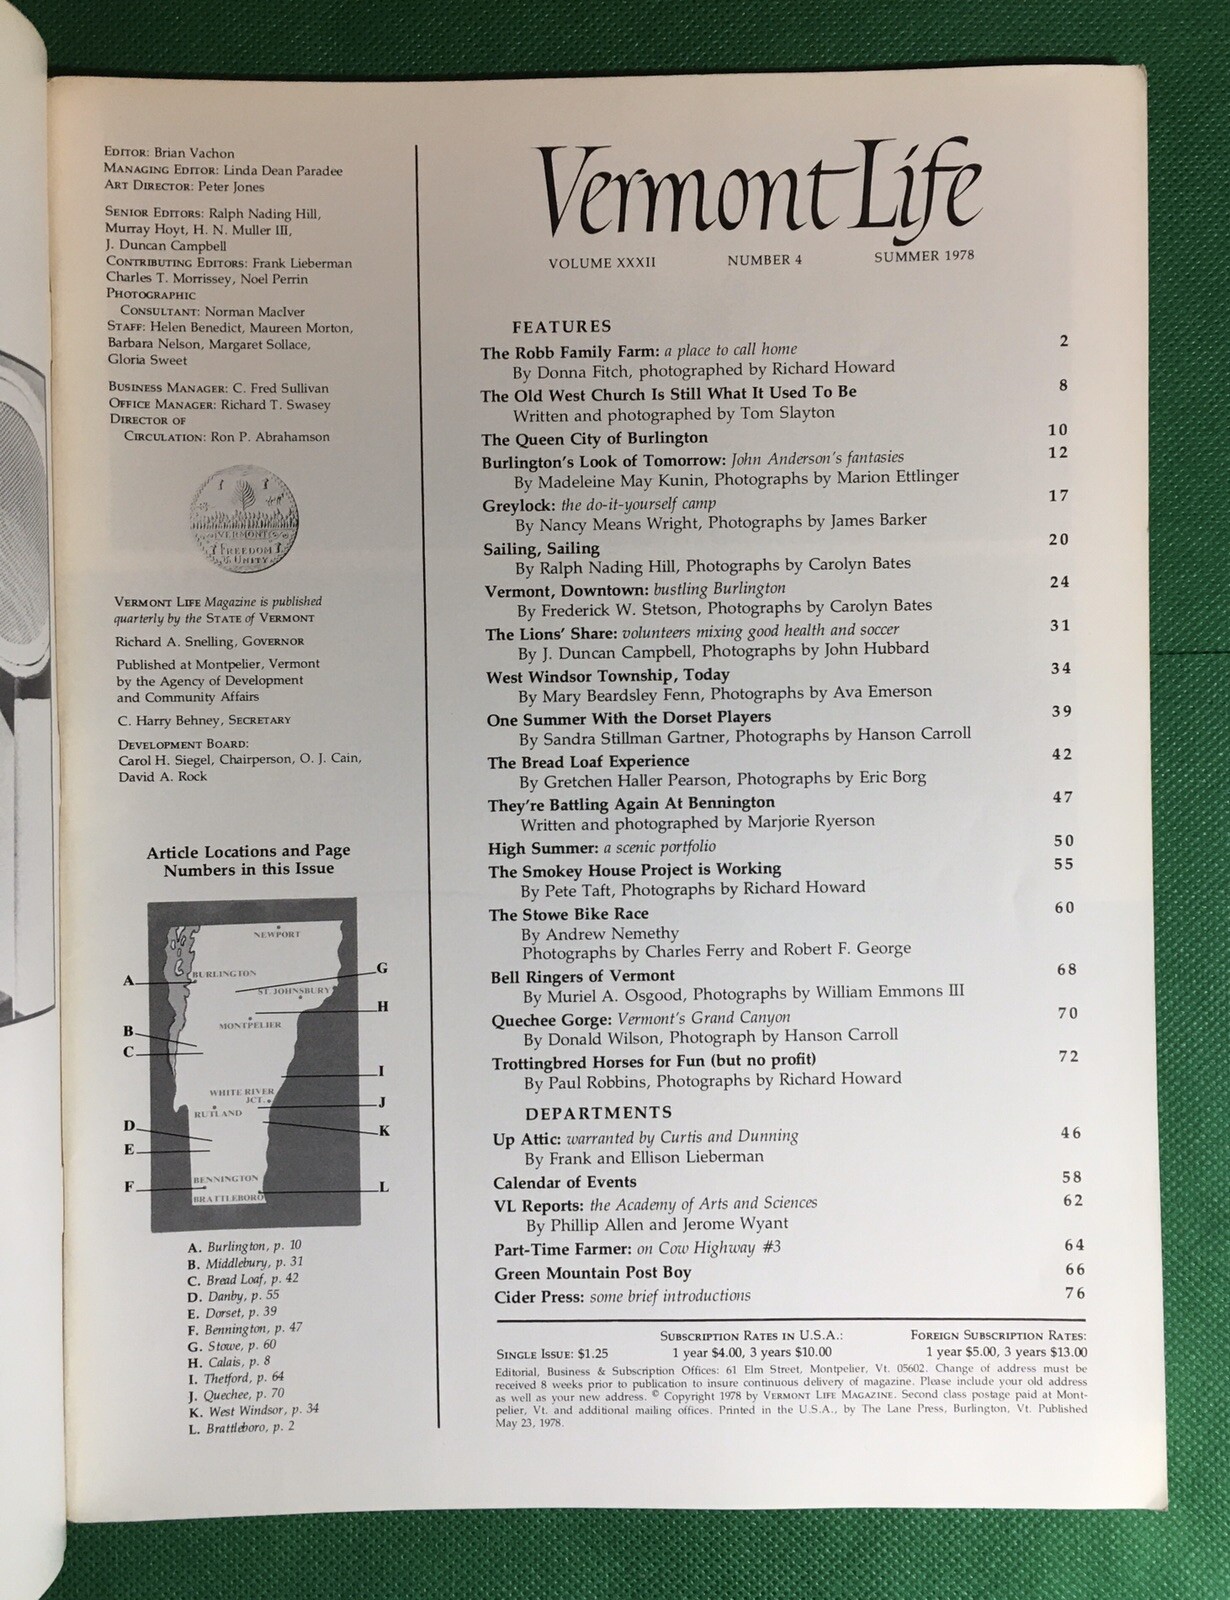 EDITOR: Brian Vachon
MANAGING EDITOR: Linda Dean Paradee
ART DIRECTOR: Peter Jones
SENIOR EDITORS: Ralph Nading Hill,
Murray Hoyt, H. N. Muller III,
J. Duncan Campbell
CONTRIBUTING EDITORS: Frank Lieberman
Charles T. Morrissey, Noel Perrin
PHOTOGRAPHIC
CONSULTANT: Norman MacIver
STAFF: Helen Benedict, Maureen Morton,
Barbara Nelson, Margaret Sollace,
Gloria Sweet
BUSINESS MANAGER: C. Fred Sullivan
OFFICE MANAGER: Richard T. Swasey
DIRECTOR OF
CIRCULATION: Ron P. Abrahamson
VERMONT
FREEDOM
& UNITY
VERMONT LIFE Magazine is published
quarterly by the STATE of VERMONT
Richard A. Snelling, GOVERNOR
Published at Montpelier, Vermont
by the Agency of Development
and Community Affairs
C. Harry Behney, SECRETARY
DEVELOPMENT BOARD:
Carol H. Siegel, Chairperson, O. J. Cain,
David A. Rock
Article Locations and Page
Numbers in this Issue
NEWPORT
BURLINGTON
ST. JOHNSBURY
MONTPELIER
WHITE RIVER
JCT.
RUTLAND
BENNINGTON
BRATTLEBORO
A
B
C
D
E
F
G
H
I
J
K
L
A. Burlington, p. 10
B. Middlebury, p. 31
C. Bread Loaf, p. 42
D. Danby, p. 55
E. Dorset, p. 39
F. Bennington, p. 47
G. Stowe, p. 60
H. Calais, p. 8
I. Thetford, p. 64
J. Quechee, p. 70
K. West Windsor, p. 34
L. Brattleboro, p. 2
Vermont Life
VOLUME XXXII NUMBER 4 SUMMER 1978
FEATURES
The Robb Family Farm: a place to call home 2
By Donna Fitch, photographed by Richard Howard
The Old West Church Is Still What It Used To Be 8
Written and photographed by Tom Slayton
The Queen City of Burlington 10
Burlington's Look of Tomorrow: John Anderson's fantasies 12
By Madeleine May Kunin, Photographs by Marion Ettlinger
Greylock: the do-it-yourself camp 17
By Nancy Means Wright, Photographs by James Barker
Sailing, Sailing 20
By Ralph Nading Hill, Photographs by Carolyn Bates
Vermont, Downtown: bustling Burlington 24
By Frederick W. Stetson, Photographs by Carolyn Bates
The Lions' Share: volunteers mixing good health and soccer 31
By J. Duncan Campbell, Photographs by John Hubbard
West Windsor Township, Today 34
By Mary Beardsley Fenn, Photographs by Ava Emerson
One Summer With the Dorset Players 39
By Sandra Stillman Gartner, Photographs by Hanson Carroll
The Bread Loaf Experience 42
By Gretchen Haller Pearson, Photographs by Eric Borg
They're Battling Again At Bennington 47
Written and photographed by Marjorie Ryerson
High Summer: a scenic portfolio 50
The Smokey House Project is Working 55
By Pete Taft, Photographs by Richard Howard
The Stowe Bike Race 60
By Andrew Nemethy
Photographs by Charles Ferry and Robert F. George
Bell Ringers of Vermont 68
By Muriel A. Osgood, Photographs by William Emmons III
Quechee Gorge: Vermont's Grand Canyon 70
By Donald Wilson, Photograph by Hanson Carroll
Trottingbred Horses for Fun (but no profit) 72
By Paul Robbins, Photographs by Richard Howard
DEPARTMENTS
Up Attic: warranted by Curtis and Dunning 46
By Frank and Ellison Lieberman
Calendar of Events 58
VL Reports: the Academy of Arts and Sciences 62
By Phillip Allen and Jerome Wyant
Part-Time Farmer: on Cow Highway #3 64
Green Mountain Post Boy 66
Cider Press: some brief introductions 76
SUBSCRIPTION RATES IN U.S.A.: FOREIGN SUBSCRIPTION RATES:
SINGLE ISSUE: $1.25 1 year $4.00, 3 years $10.00 1 year $5.00, 3 years $13.00
Editorial, Business & Subscription Offices: 61 Elm Street, Montpelier, Vt. 05602. Change of address must be
received 8 weeks prior to publication to insure continuous delivery of magazine. Please include your old address
as well as your new address. © Copyright 1978 by VERMONT LIFE MAGAZINE. Second class postage paid at Mont-
pelier, Vt. and additional mailing offices. Printed in the U.S.A., by The Lane Press, Burlington, Vt. Published
May 23, 1978.